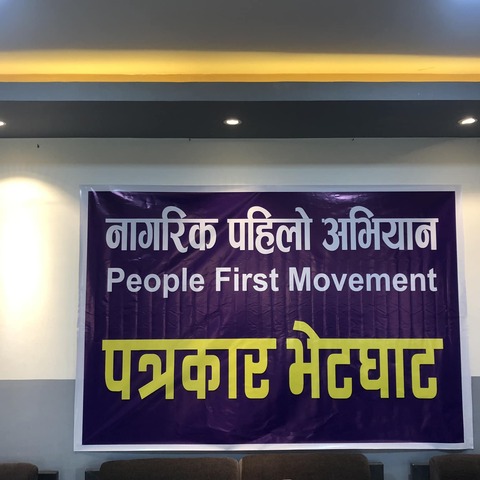 नागरिक पहिलो अभियान
People First Movement
पत्रकार भेटघाट